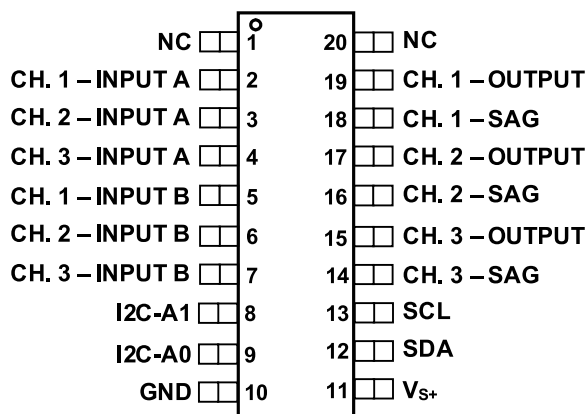 NC 1 20 NC
CH. 1 – INPUT A 2 19 CH. 1 – OUTPUT
CH. 2 – INPUT A 3 18 CH. 1 – SAG
CH. 3 – INPUT A 4 17 CH. 2 – OUTPUT
CH. 1 – INPUT B 5 16 CH. 2 – SAG
CH. 2 – INPUT B 6 15 CH. 3 – OUTPUT
CH. 3 – INPUT B 7 14 CH. 3 – SAG
I2C-A1 8 13 SCL
I2C-A0 9 12 SDA
GND 10 11 VS+